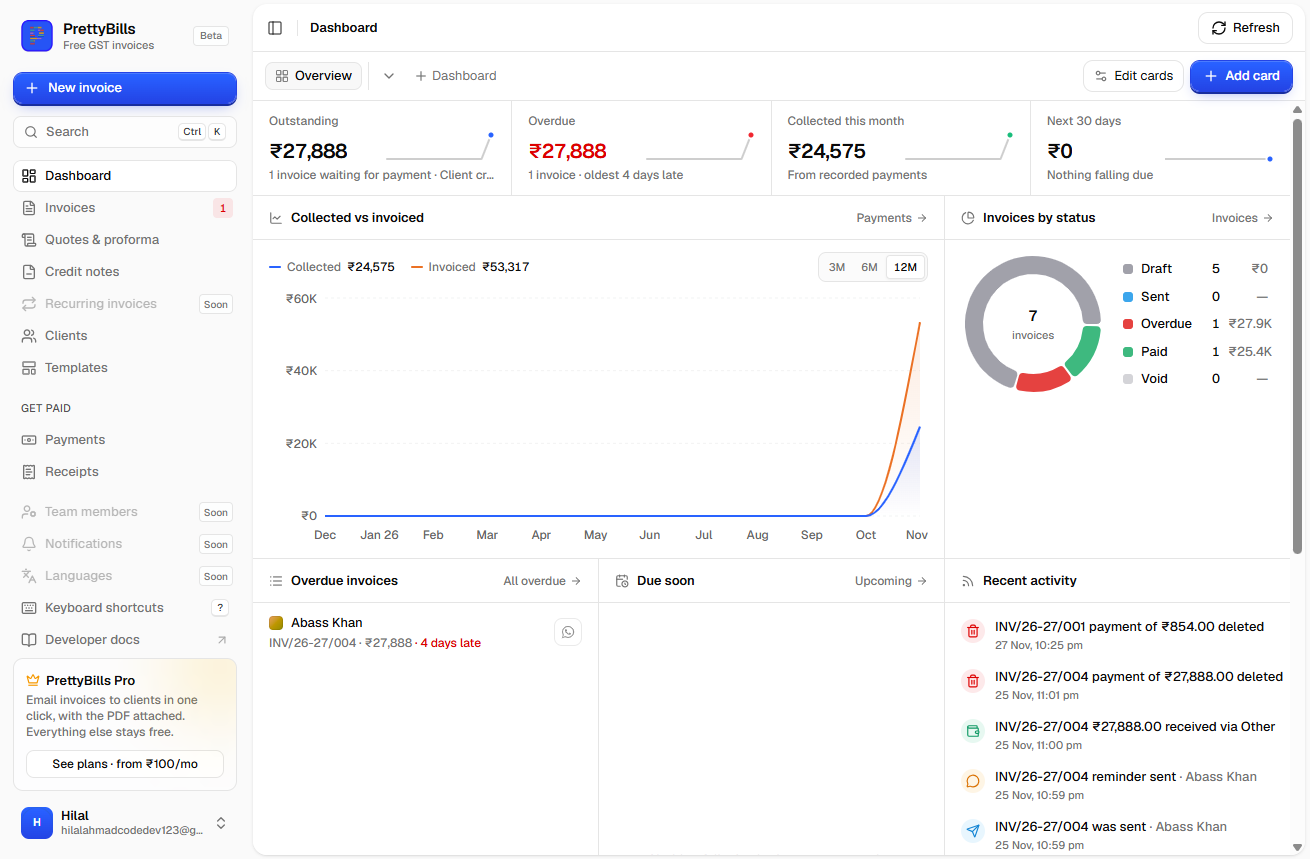 PrettyBills
Free GST invoices
Beta
New invoice
Search
Ctrl K
Dashboard
Invoices 1
Quotes & proforma
Credit notes
Recurring invoices Soon
Clients
Templates
GET PAID
Payments
Receipts
Team members Soon
Notifications Soon
Languages Soon
Keyboard shortcuts ?
Developer docs
PrettyBills Pro
Email invoices to clients in one
click, with the PDF attached.
Everything else stays free.
See plans · from ₹100/mo
H
Hilal
hilalahmadcodedev123@g...
Dashboard
Refresh
Overview
+ Dashboard
Edit cards
+ Add card
Outstanding
₹27,888
1 invoice waiting for payment · Client cr...
Overdue
₹27,888
1 invoice · oldest 4 days late
Collected this month
₹24,575
From recorded payments
Next 30 days
₹0
Nothing falling due
Collected vs invoiced
Payments →
Collected ₹24,575 Invoiced ₹53,317
3M 6M 12M
₹60K
₹40K
₹20K
₹0
Dec Jan 26 Feb Mar Apr May Jun Jul Aug Sep Oct Nov
Invoices by status
Invoices →
7
invoices
Draft 5 ₹0
Sent 0 —
Overdue 1 ₹27.9K
Paid 1 ₹25.4K
Void 0 —
Overdue invoices
All overdue →
Abass Khan
INV/26-27/004 · ₹27,888 · 4 days late
Due soon
Upcoming →
Recent activity
INV/26-27/001 payment of ₹854.00 deleted
27 Nov, 10:25 pm
INV/26-27/004 payment of ₹27,888.00 deleted
25 Nov, 11:01 pm
INV/26-27/004 ₹27,888.00 received via Other
25 Nov, 11:00 pm
INV/26-27/004 reminder sent · Abass Khan
25 Nov, 10:59 pm
INV/26-27/004 was sent · Abass Khan
25 Nov, 10:59 pm